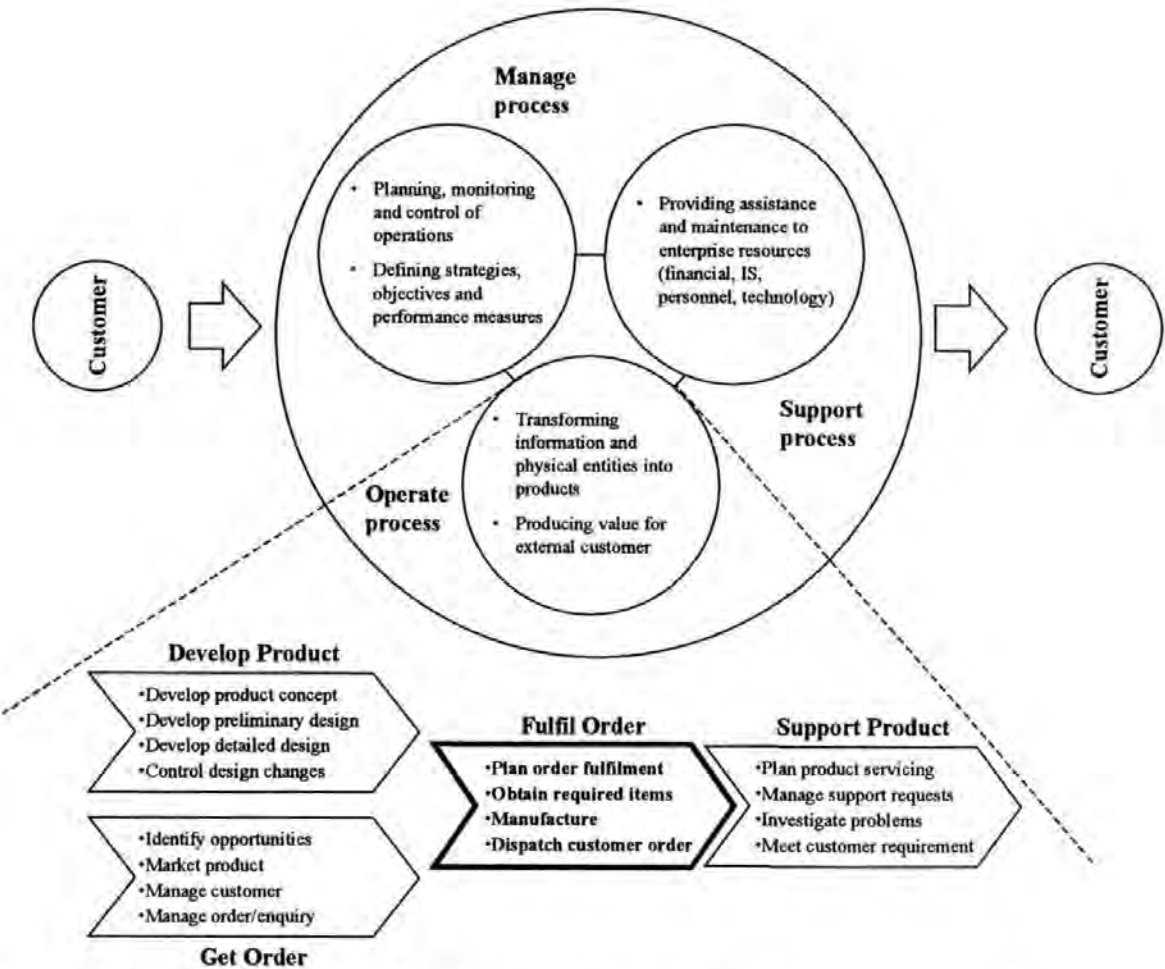 Manage
process
• Planning, monitoring
and control of
operations
• Defining strategies,
objectives and
performance measures
• Providing assistance
and maintenance to
enterprise resources
(financial, IS,
personnel, technology)
Customer
Customer
Support
process
• Transforming
information and
physical entities into
products
• Producing value for
external customer
Operate
process
Develop Product
•Develop product concept
•Develop preliminary design
•Develop detailed design
•Control design changes
Fulfil Order
•Plan order fulfilment
•Obtain required items
•Manufacture
•Dispatch customer order
Support Product
•Plan product servicing
•Manage support requests
•Investigate problems
•Meet customer requirement
•Identify opportunities
•Market product
•Manage customer
•Manage order/enquiry
Get Order